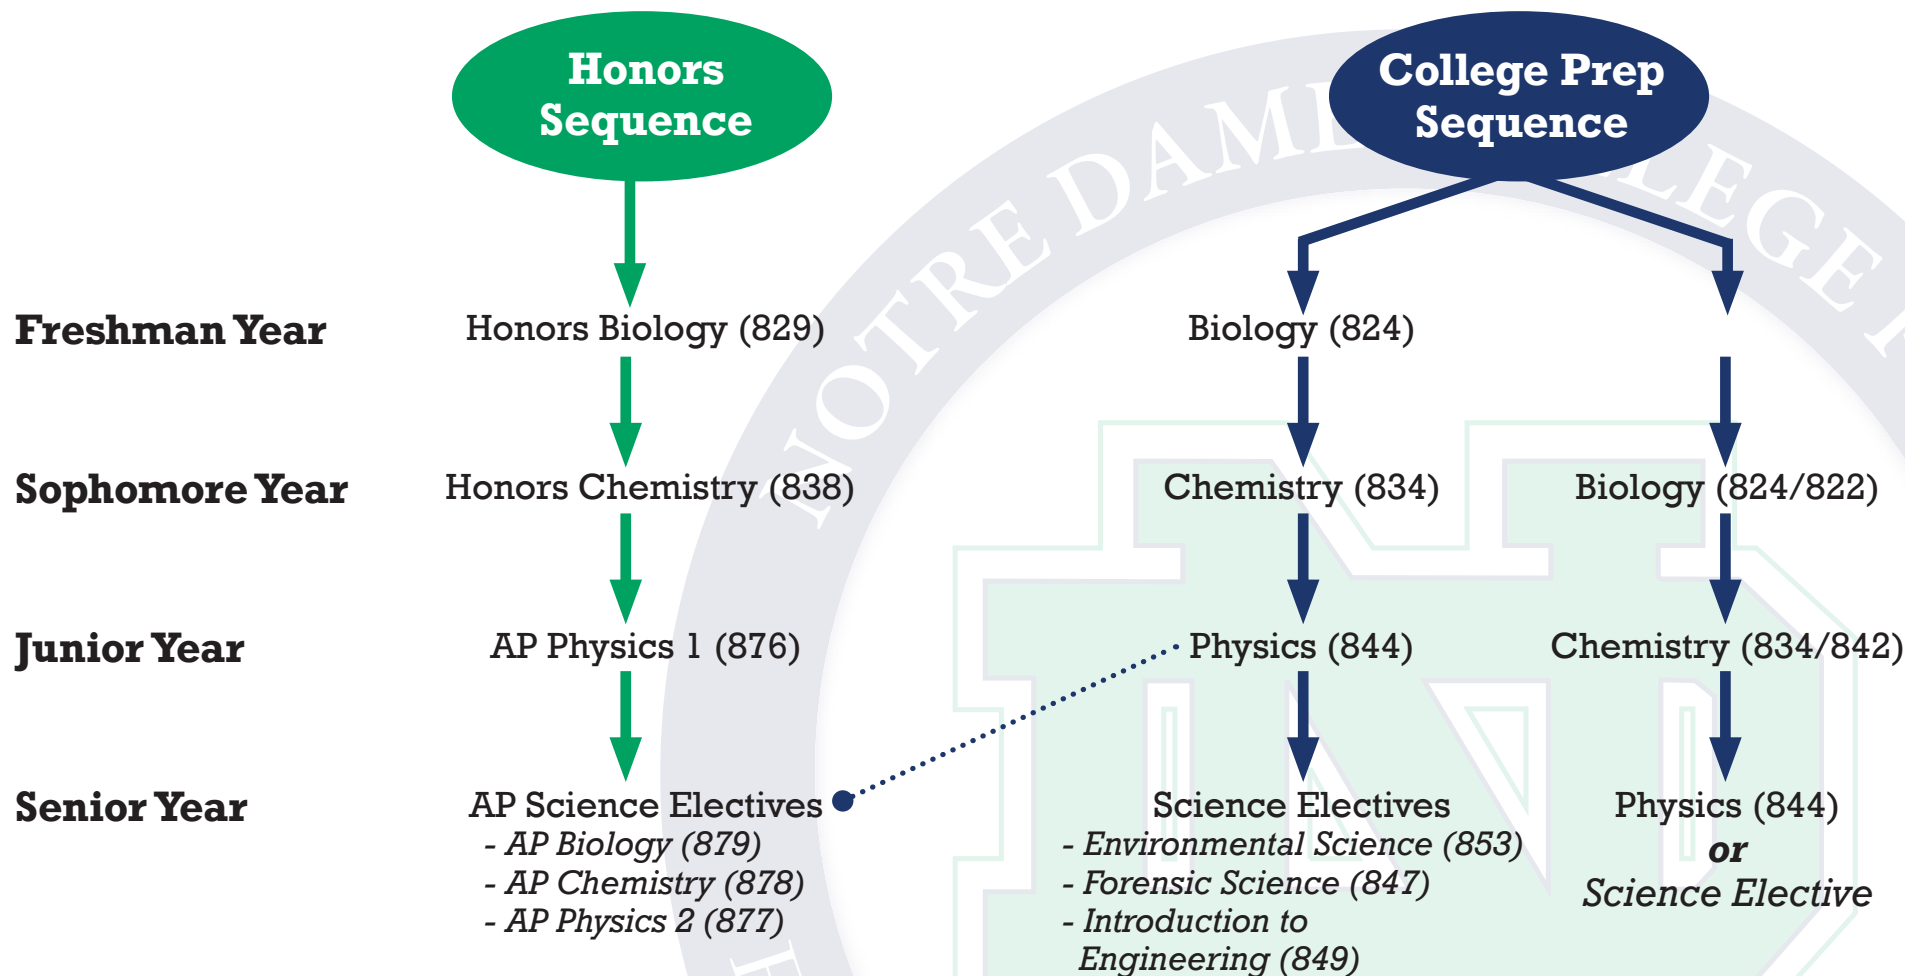 Honors
Sequence
College Prep
Sequence
NOTRE DAME
Freshman Year
Honors Biology (829)
Biology (824)
Sophomore Year
Honors Chemistry (838)
Chemistry (834)
Biology (824/822)
Junior Year
AP Physics 1 (876)
Physics (844)
Chemistry (834/842)
Senior Year
AP Science Electives
- AP Biology (879)
- AP Chemistry (878)
- AP Physics 2 (877)
Science Electives
- Environmental Science (853)
- Forensic Science (847)
- Introduction to
Engineering (849)
Physics (844)
or
Science Elective